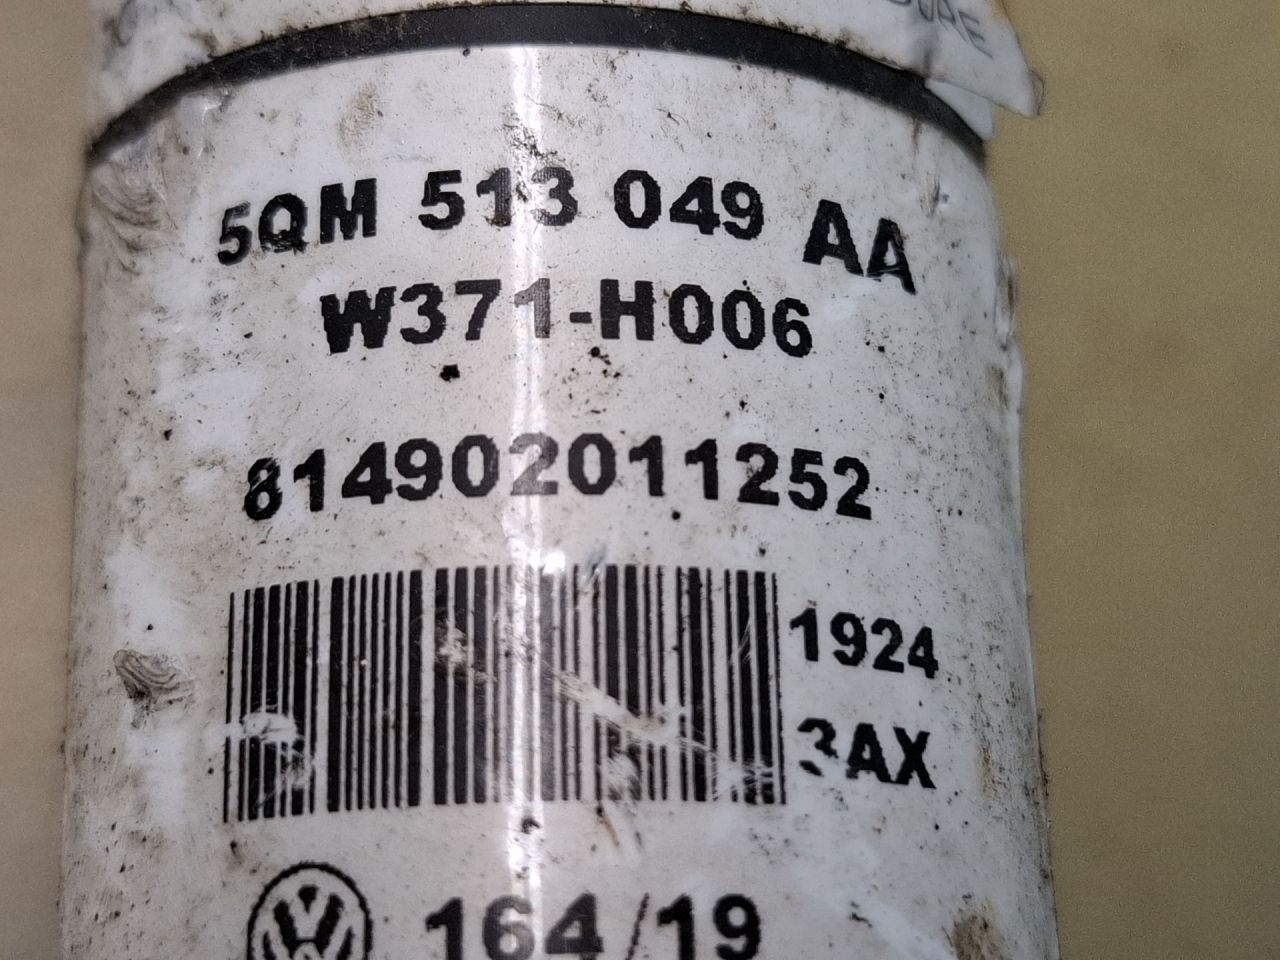 5QM 513 049 AA
W371-H006
814902011252
1924
3AX
164/19